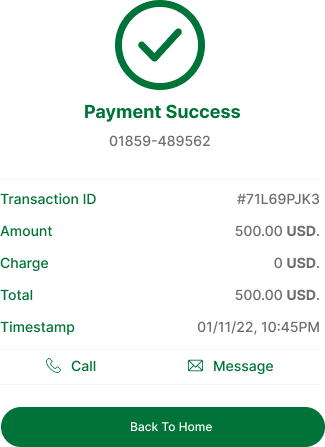 Payment Success
01859-489562
Transaction ID #71L69PJK3
Amount 500.00 USD.
Charge 0 USD.
Total 500.00 USD.
Timestamp 01/11/22, 10:45PM
Call Message
Back To Home